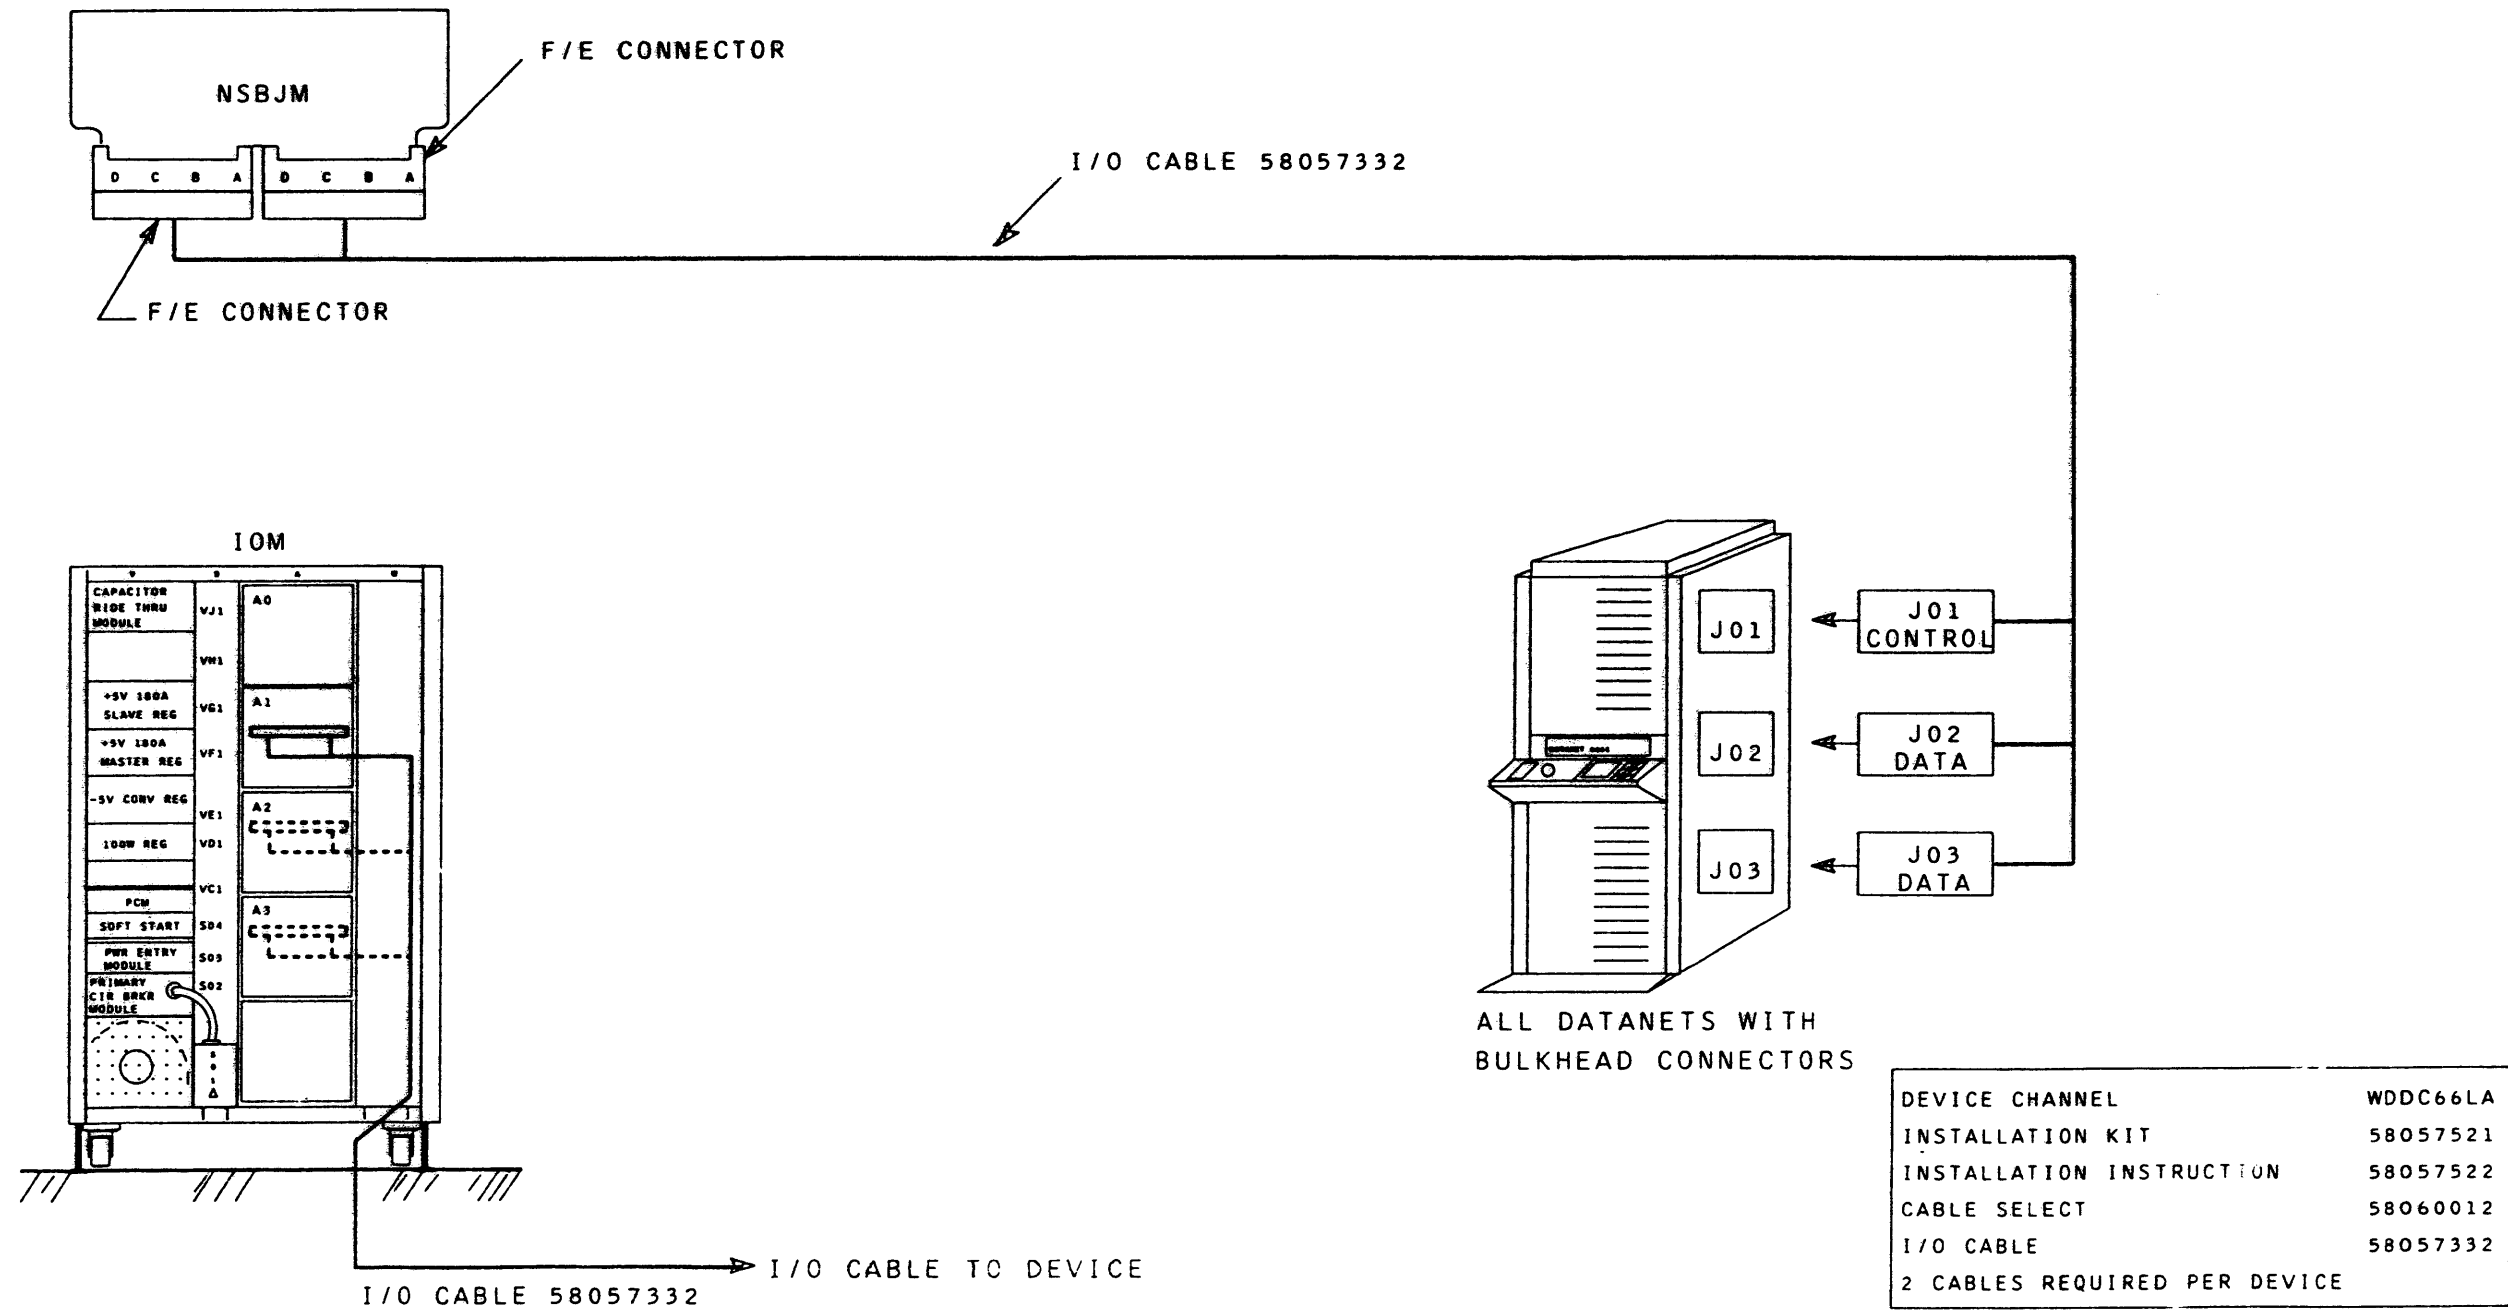 F/E CONNECTOR
NSBJM
D C B A D C B A
I/O CABLE 58057332
F/E CONNECTOR
IOM
CAPACITOR
RIDE THRU
MODULE
VJ1
A0
VH1
+5V 180A
SLAVE REG
VG1
A1
+5V 180A
MASTER REG
VF1
-5V CONV REG
VE1
A2
100W REG
VD1
VC1
PCM
A3
SOFT START
S04
PWR ENTRY
MODULE
S03
PRIMARY
CIR BRKR
MODULE
S02
I/O CABLE TO DEVICE
I/O CABLE 58057332
J01
J02
J03
J01
CONTROL
J02
DATA
J03
DATA
ALL DATANETS WITH
BULKHEAD CONNECTORS
DEVICE CHANNEL WDDC66LA
INSTALLATION KIT 58057521
INSTALLATION INSTRUCTION 58057522
CABLE SELECT 58060012
I/O CABLE 58057332
2 CABLES REQUIRED PER DEVICE